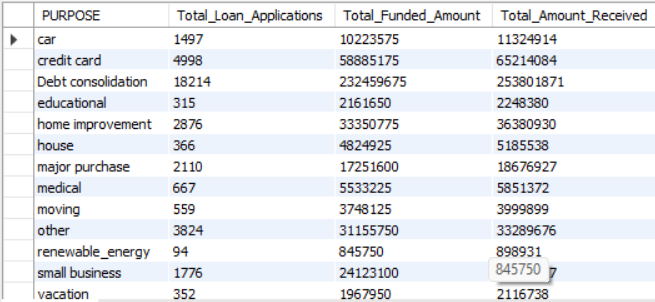 PURPOSE Total_Loan_Applications Total_Funded_Amount Total_Amount_Received
car 1497 10223575 11324914
credit card 4998 58885175 65214084
Debt consolidation 18214 232459675 253801871
educational 315 2161650 2248380
home improvement 2876 33350775 36380930
house 366 4824925 5185538
major purchase 2110 17251600 18676927
medical 667 5533225 5851372
moving 559 3748125 3999899
other 3824 31155750 33289676
renewable_energy 94 845750 898931
small business 1776 24123100 845750
vacation 352 1967950 2116738